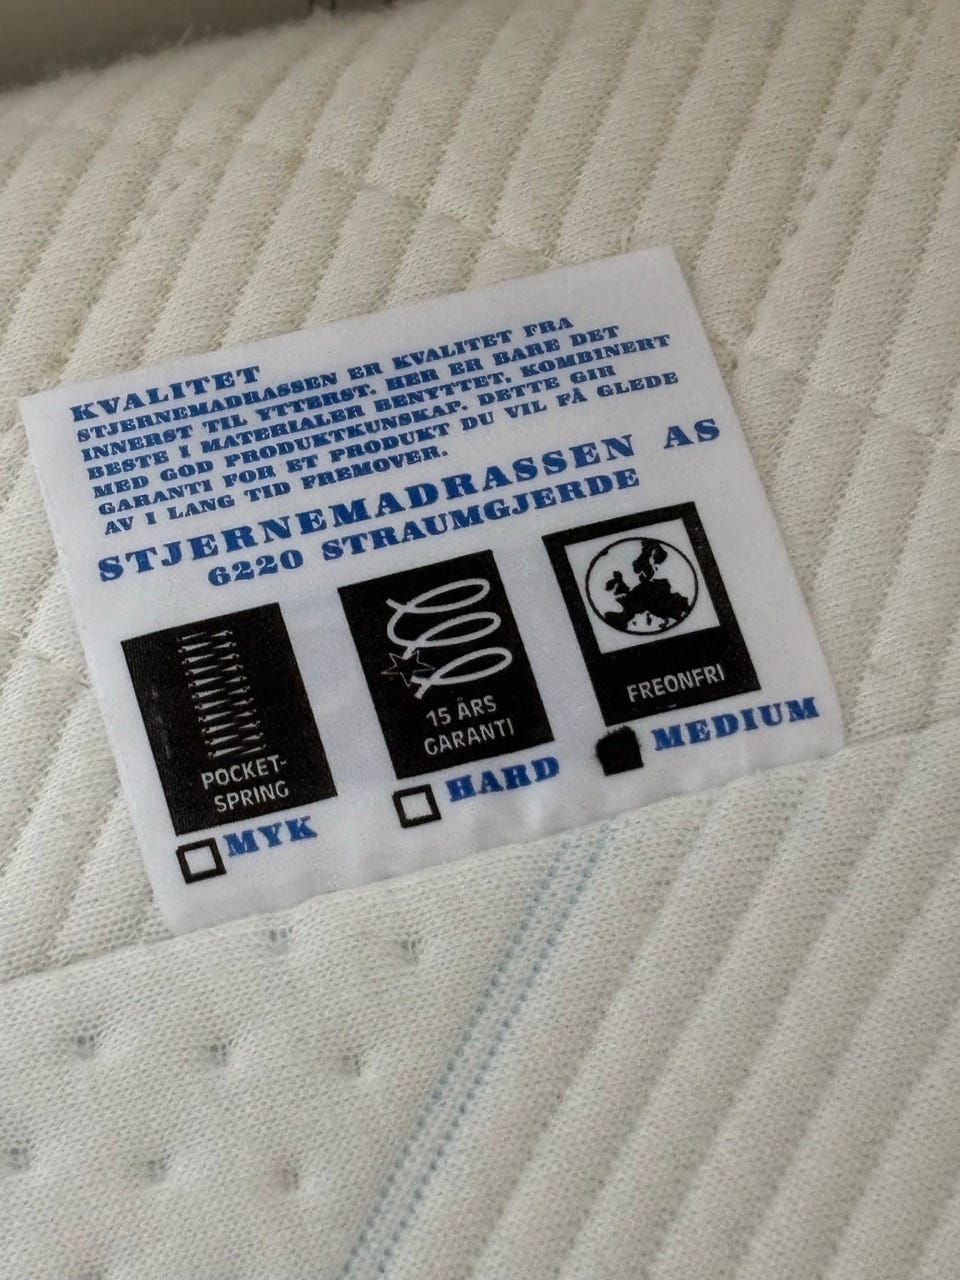 KVALITET
STJERNEMADRASSEN ER KVALITET FRA
INNERST TIL YTTERST. HER ER BARE DET
BESTE I MATERIALER BENYTTET, KOMBINERT
MED GOD PRODUKTKUNSKAP. DETTE GIR
GARANTI FOR ET PRODUKT DU VIL FÅ GLEDE
AV I LANG TID FREMOVER.
STJERNEMADRASSEN AS
6220 STRAUMGJERDE
POCKET-
SPRING
15 ÅRS
GARANTI
FREONFRI
MYK
HARD
MEDIUM